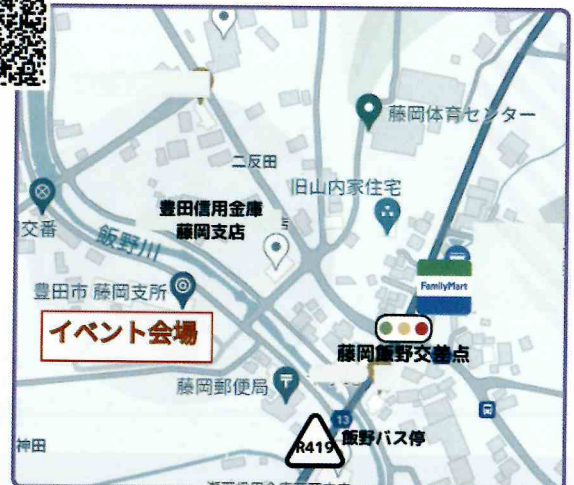 藤岡体育センター
二反田
旧山内家住宅
豊田信用金庫
藤岡支店
店
交番
飯野川
FamilyMart
豊田市 藤岡支所
イベント会場
藤岡飯野交差点
藤岡郵便局
13
飯野バス停
R419
神田